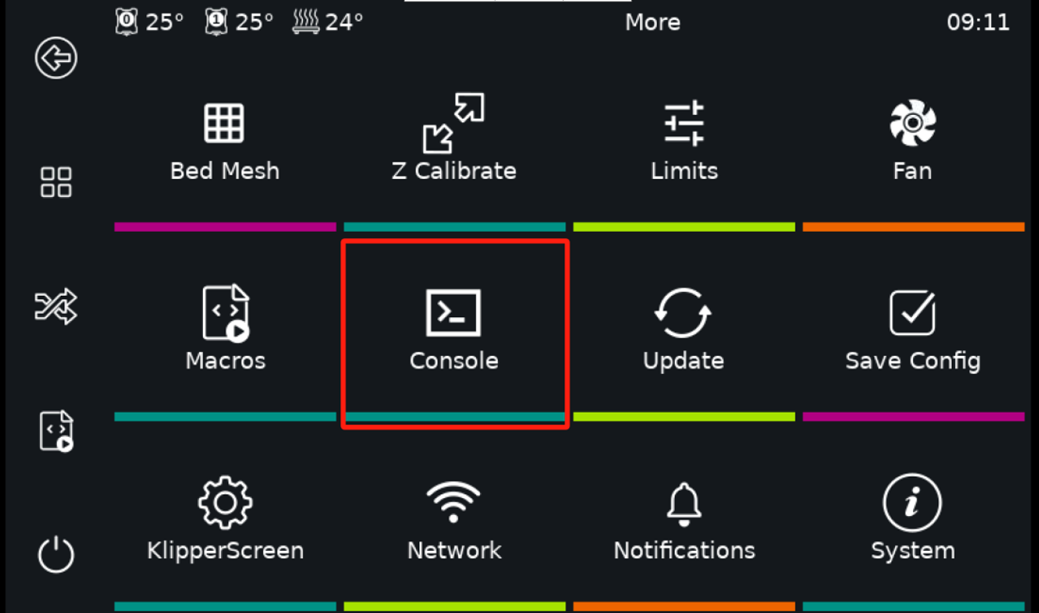 0 25° 1 25° 24° More 09:11
Bed Mesh Z Calibrate Limits Fan
Macros Console Update Save Config
KlipperScreen Network Notifications System